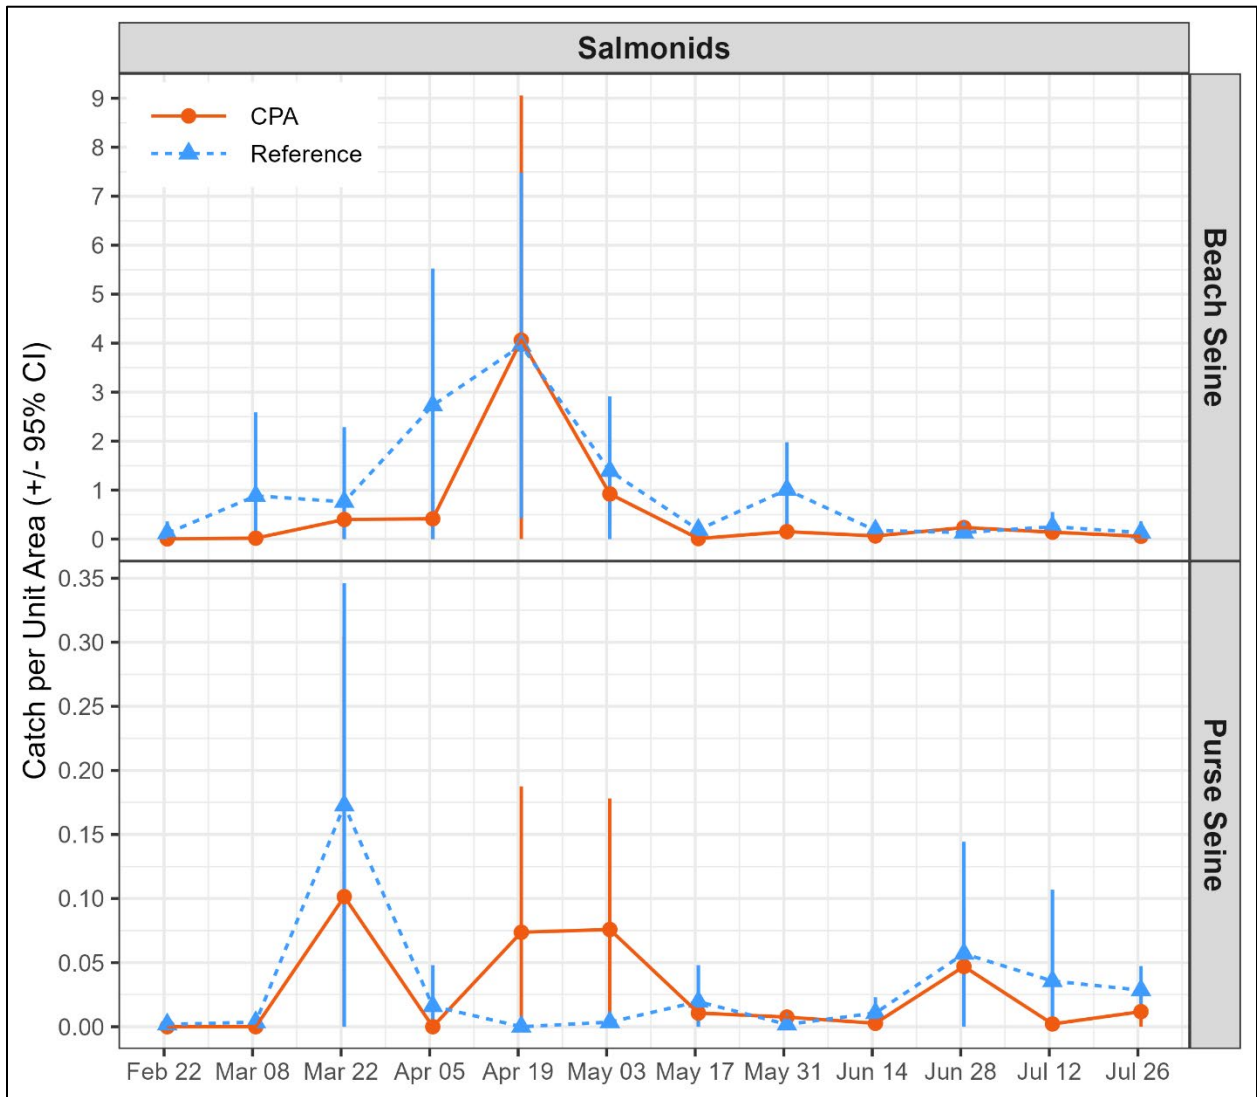 Salmonids
CPA
Reference
Catch per Unit Area (+/- 95% CI)
9
8
7
6
5
4
3
2
1
0
Beach Seine
0.35
0.30
0.25
0.20
0.15
0.10
0.05
0.00
Purse Seine
Feb 22 Mar 08 Mar 22 Apr 05 Apr 19 May 03 May 17 May 31 Jun 14 Jun 28 Jul 12 Jul 26